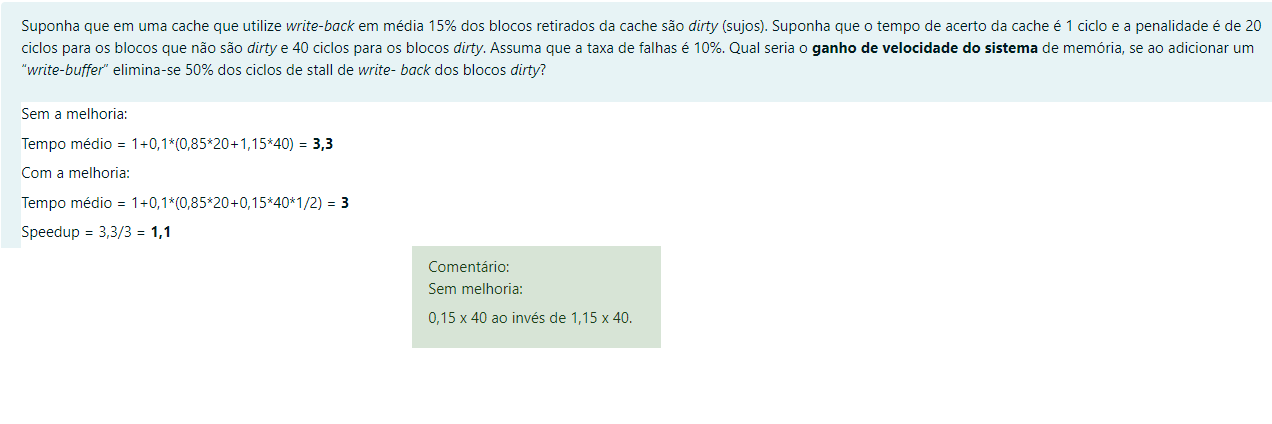 Suponha que em uma cache que utilize write-back em média 15% dos blocos retirados da cache são dirty (sujos). Suponha que o tempo de acerto da cache é 1 ciclo e a penalidade é de 20
ciclos para os blocos que não são dirty e 40 ciclos para os blocos dirty. Assuma que a taxa de falhas é 10%. Qual seria o ganho de velocidade do sistema de memória, se ao adicionar um
"write-buffer" elimina-se 50% dos ciclos de stall de write- back dos blocos dirty?
Sem a melhoria:
Tempo médio = 1+0,1*(0,85*20+1,15*40) = 3,3
Com a melhoria:
Tempo médio = 1+0,1*(0,85*20+0,15*40*1/2) = 3
Speedup = 3,3/3 = 1,1
Comentário:
Sem melhoria:
0,15 x 40 ao invés de 1,15 x 40.